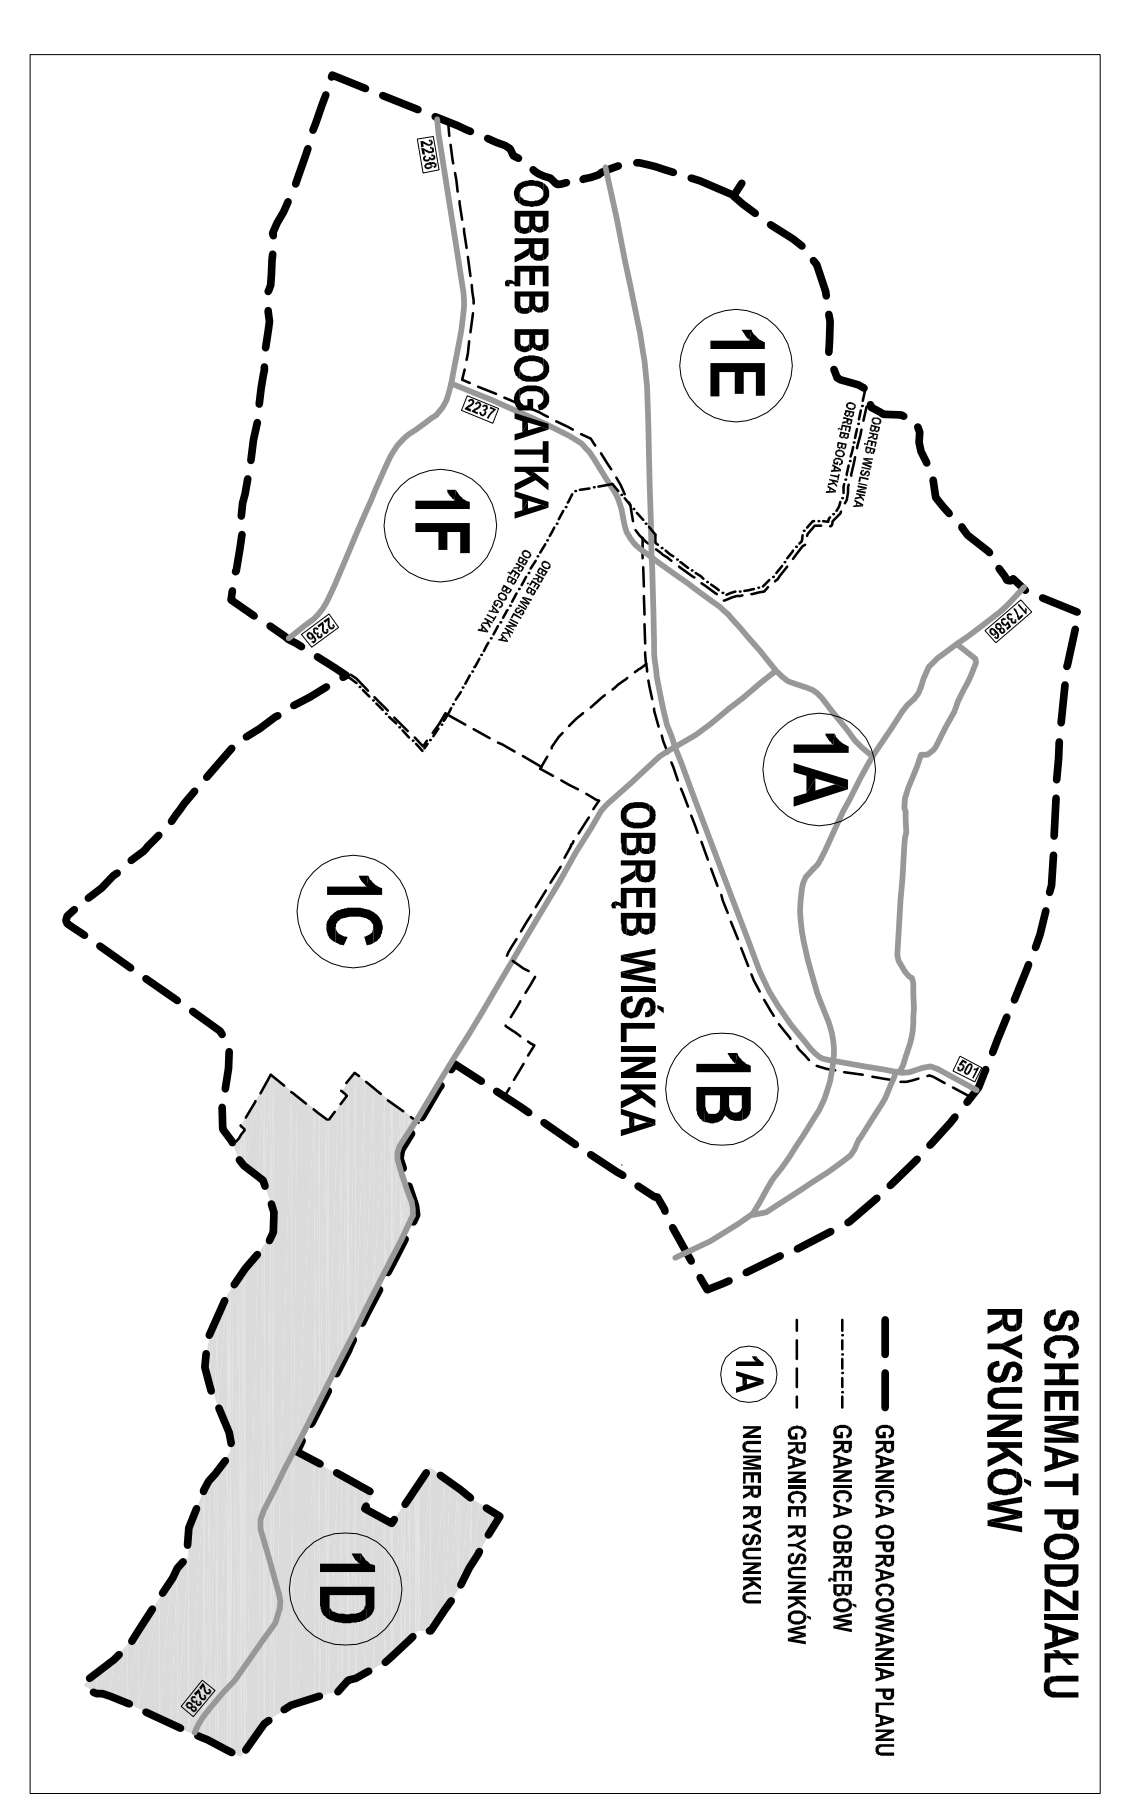 SCHEMAT PODZIAŁU
RYSUNKÓW
GRANICA OPRACOWANIA PLANU
GRANICA OBRĘBÓW
GRANICE RYSUNKÓW
1A
NUMER RYSUNKU
173586
501
OBRĘB WIŚLINKA
OBRĘB BOGATKA
1E
1A
1B
OBRĘB WIŚLINKA
OBRĘB BOGATKA
2236
2237
OBRĘB WIŚLINKA
OBRĘB BOGATKA
1F
2236
1C
1D
2238